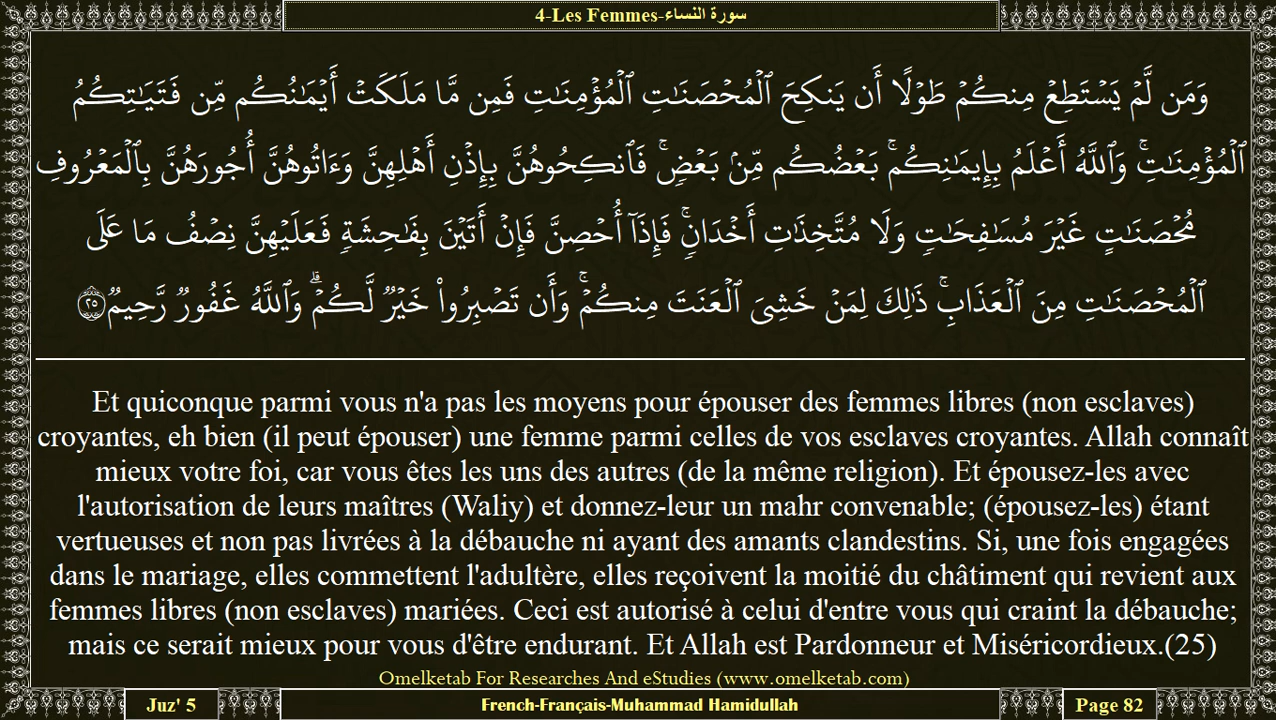 4-Les Femmes-سورة النساء
وَمَن لَّمْ يَسْتَطِعْ مِنكُمْ طَوْلًا أَن يَنكِحَ ٱلْمُحْصَنَٰتِ ٱلْمُؤْمِنَٰتِ فَمِن مَّا مَلَكَتْ أَيْمَٰنُكُم مِّن فَتَيَٰتِكُمُ
ٱلْمُؤْمِنَٰتِ ۚ وَٱللَّهُ أَعْلَمُ بِإِيمَٰنِكُم ۚ بَعْضُكُم مِّنۢ بَعْضٍ ۚ فَٱنكِحُوهُنَّ بِإِذْنِ أَهْلِهِنَّ وَءَاتُوهُنَّ أُجُورَهُنَّ بِٱلْمَعْرُوفِ
مُحْصَنَٰتٍ غَيْرَ مُسَٰفِحَٰتٍ وَلَا مُتَّخِذَٰتِ أَخْدَانٍ ۚ فَإِذَآ أُحْصِنَّ فَإِنْ أَتَيْنَ بِفَٰحِشَةٍ فَعَلَيْهِنَّ نِصْفُ مَا عَلَى
ٱلْمُحْصَنَٰتِ مِنَ ٱلْعَذَابِ ۚ ذَٰلِكَ لِمَنْ خَشِىَ ٱلْعَنَتَ مِنكُمْ ۚ وَأَن تَصْبِرُوا۟ خَيْرٌ لَّكُمْ ۗ وَٱللَّهُ غَفُورٌ رَّحِيمٌ ٢٥
Et quiconque parmi vous n'a pas les moyens pour épouser des femmes libres (non esclaves)
croyantes, eh bien (il peut épouser) une femme parmi celles de vos esclaves croyantes. Allah connaît
mieux votre foi, car vous êtes les uns des autres (de la même religion). Et épousez-les avec
l'autorisation de leurs maîtres (Waliy) et donnez-leur un mahr convenable; (épousez-les) étant
vertueuses et non pas livrées à la débauche ni ayant des amants clandestins. Si, une fois engagées
dans le mariage, elles commettent l'adultère, elles reçoivent la moitié du châtiment qui revient aux
femmes libres (non esclaves) mariées. Ceci est autorisé à celui d'entre vous qui craint la débauche;
mais ce serait mieux pour vous d'être endurant. Et Allah est Pardonneur et Miséricordieux.(25)
Omelketab For Researches And eStudies (www.omelketab.com)
Juz' 5
French-Français-Muhammad Hamidullah
Page 82